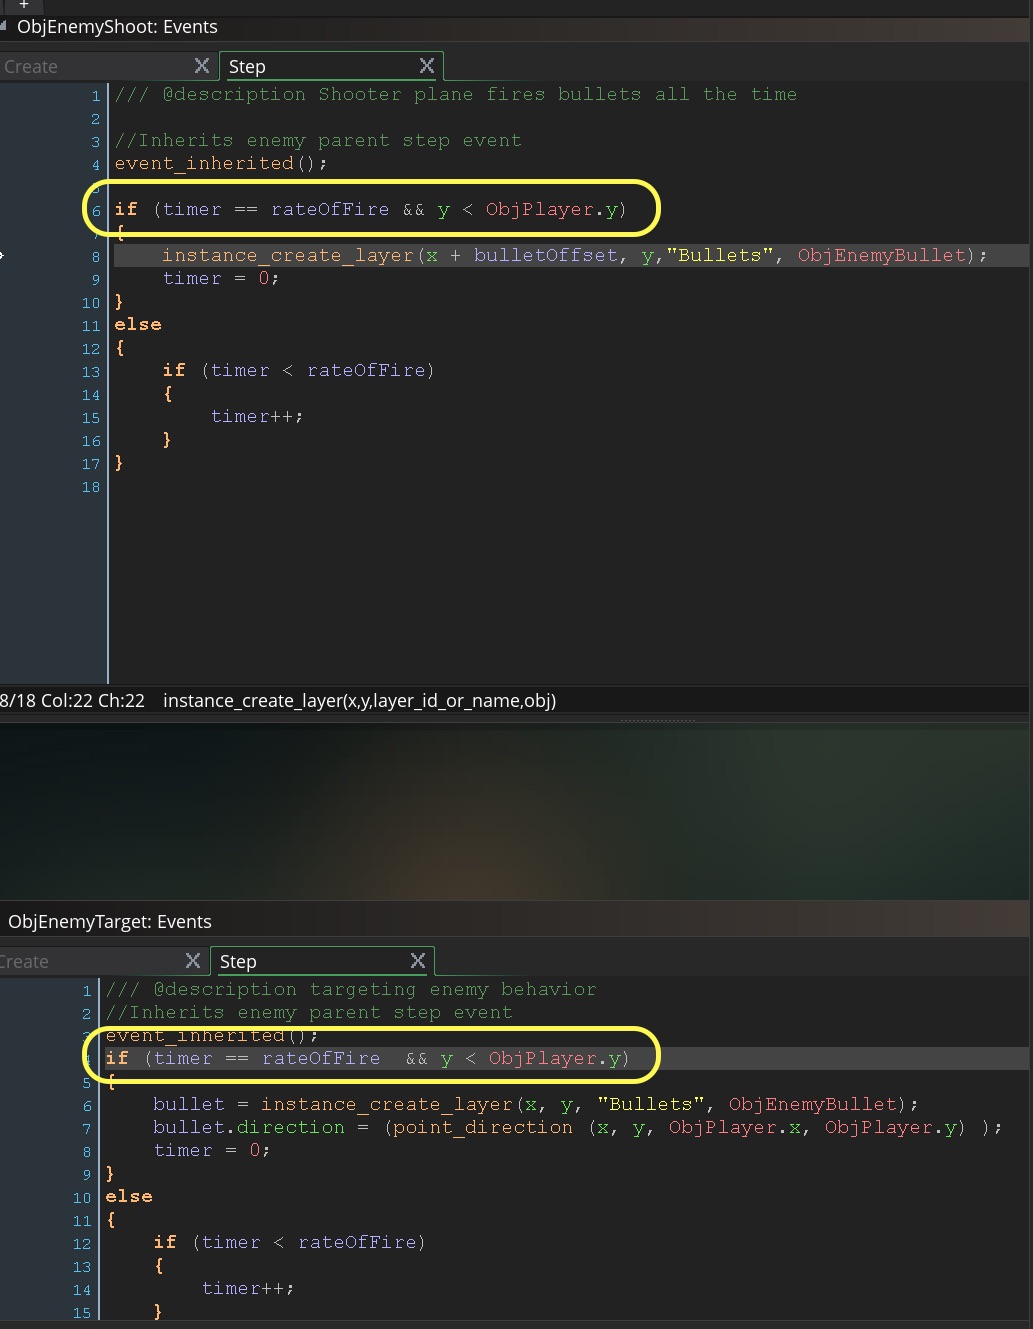 +
ObjEnemyShoot: Events
Create X Step X
1 /// @description Shooter plane fires bullets all the time
2
3 //Inherits enemy parent step event
4 event_inherited();
5
6 if (timer == rateOfFire && y < ObjPlayer.y)
7 {
8 instance_create_layer(x + bulletOffset, y,"Bullets", ObjEnemyBullet);
9 timer = 0;
10 }
11 else
12 {
13 if (timer < rateOfFire)
14 {
15 timer++;
16 }
17 }
18
8/18 Col:22 Ch:22 instance_create_layer(x,y,layer_id_or_name,obj)
ObjEnemyTarget: Events
Create X Step X
1 /// @description targeting enemy behavior
2 //Inherits enemy parent step event
3 event_inherited();
4 if (timer == rateOfFire && y < ObjPlayer.y)
5 {
6 bullet = instance_create_layer(x, y, "Bullets", ObjEnemyBullet);
7 bullet.direction = (point_direction (x, y, ObjPlayer.x, ObjPlayer.y) );
8 timer = 0;
9 }
10 else
11 {
12 if (timer < rateOfFire)
13 {
14 timer++;
15 }